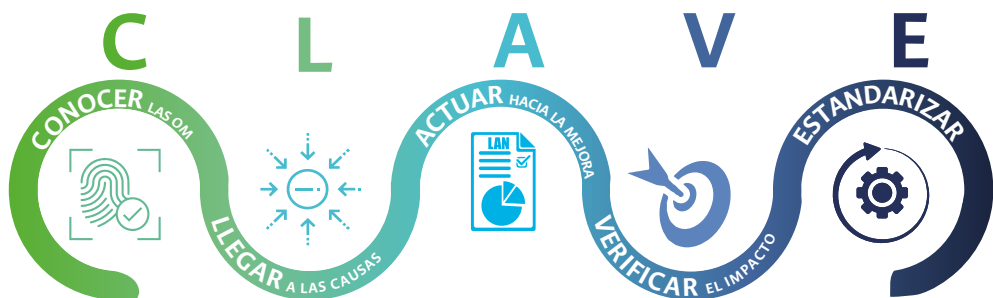 C L A V E
CONOCER LAS OM
LLEGAR A LAS CAUSAS
ACTUAR HACIA LA MEJORA
LAN
VERIFICAR EL IMPACTO
ESTANDARIZAR